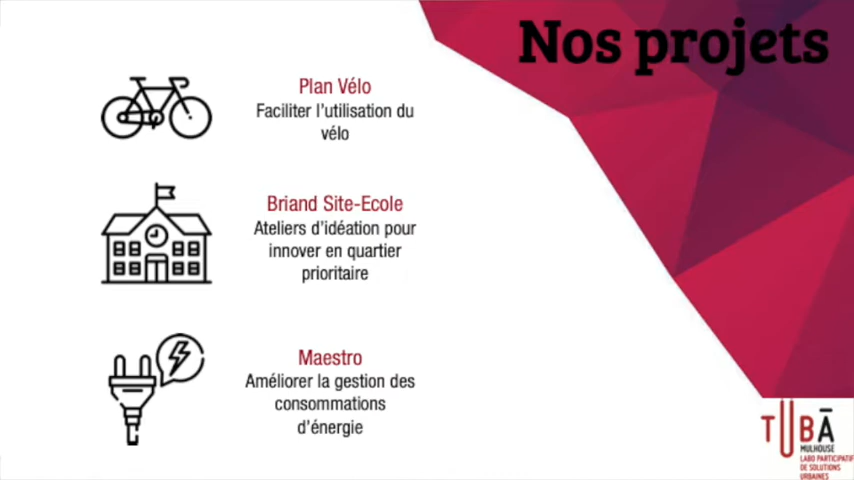 Nos projets
Plan Vélo
Faciliter l'utilisation du
vélo
Briand Site-Ecole
Ateliers d'idéation pour
innover en quartier
prioritaire
Maestro
Améliorer la gestion des
consommations
d'énergie
TUBĀ
MULHOUSE
LABO PARTICIPATIF
DE SOLUTIONS
URBAINES